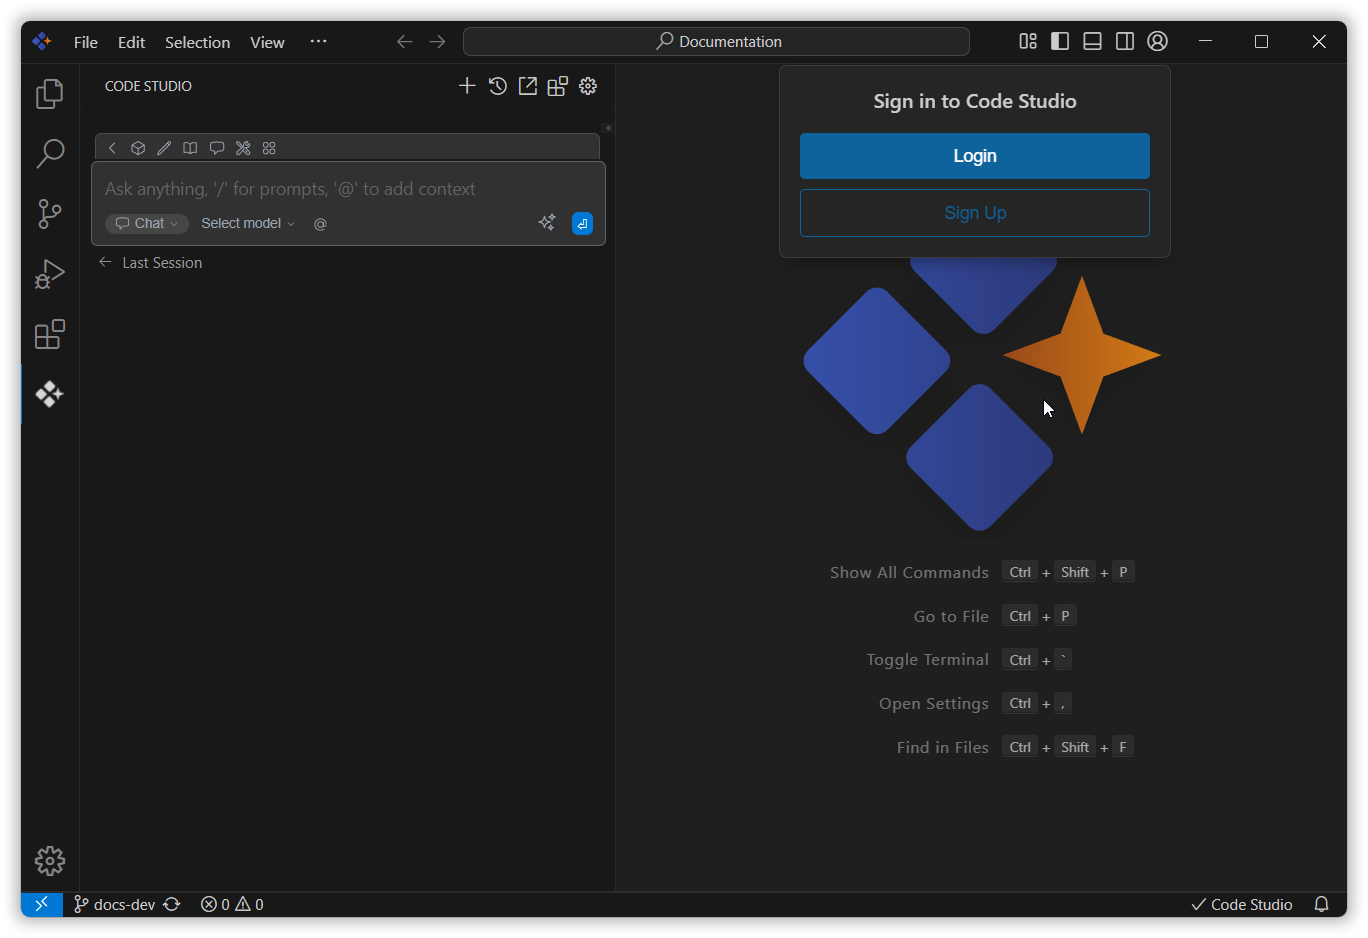 File Edit Selection View ··· Documentation
CODE STUDIO
Sign in to Code Studio
Login
Sign Up
Ask anything, '/' for prompts, '@' to add context
Chat Select model @
Last Session
Show All Commands Ctrl + Shift + P
Go to File Ctrl + P
Toggle Terminal Ctrl + `
Open Settings Ctrl + ,
Find in Files Ctrl + Shift + F
docs-dev 0 0 Code Studio